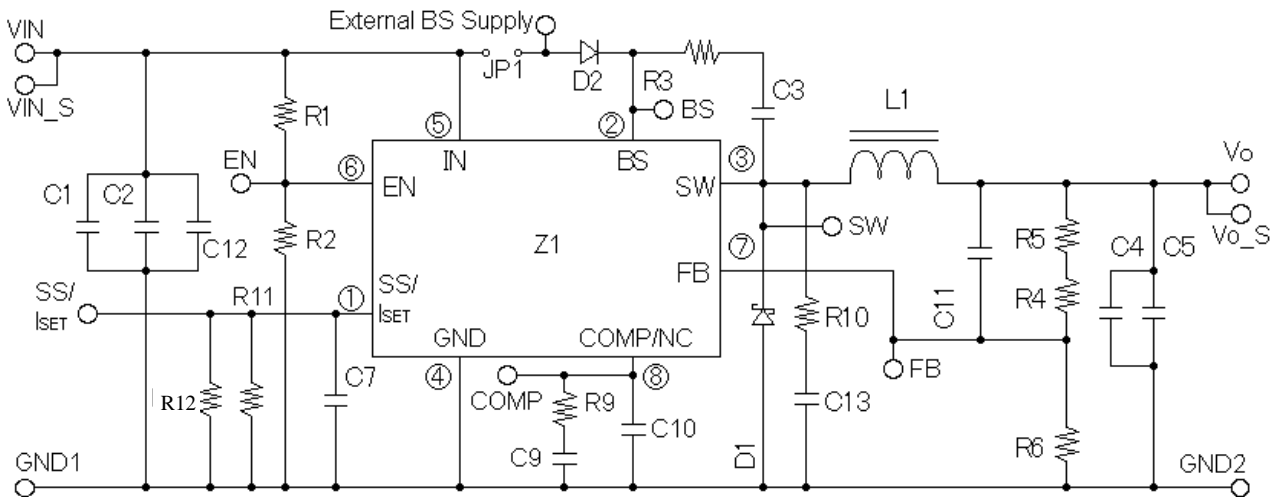 External BS Supply
VIN
JP1
D2
R3
C3
VIN_S
BS
L1
R1
⑤
②
EN
⑥
IN
BS
③
Vo
C1
C2
EN
SW
C12
R2
Z1
SW
R5
C4
C5
Vo_S
⑦
FB
SS/
ISET
R11
①
SS/
ISET
R10
C11
R4
GND
COMP/NC
④
⑧
FB
C7
R12
COMP
R9
C10
C13
C9
D1
R6
GND1
GND2